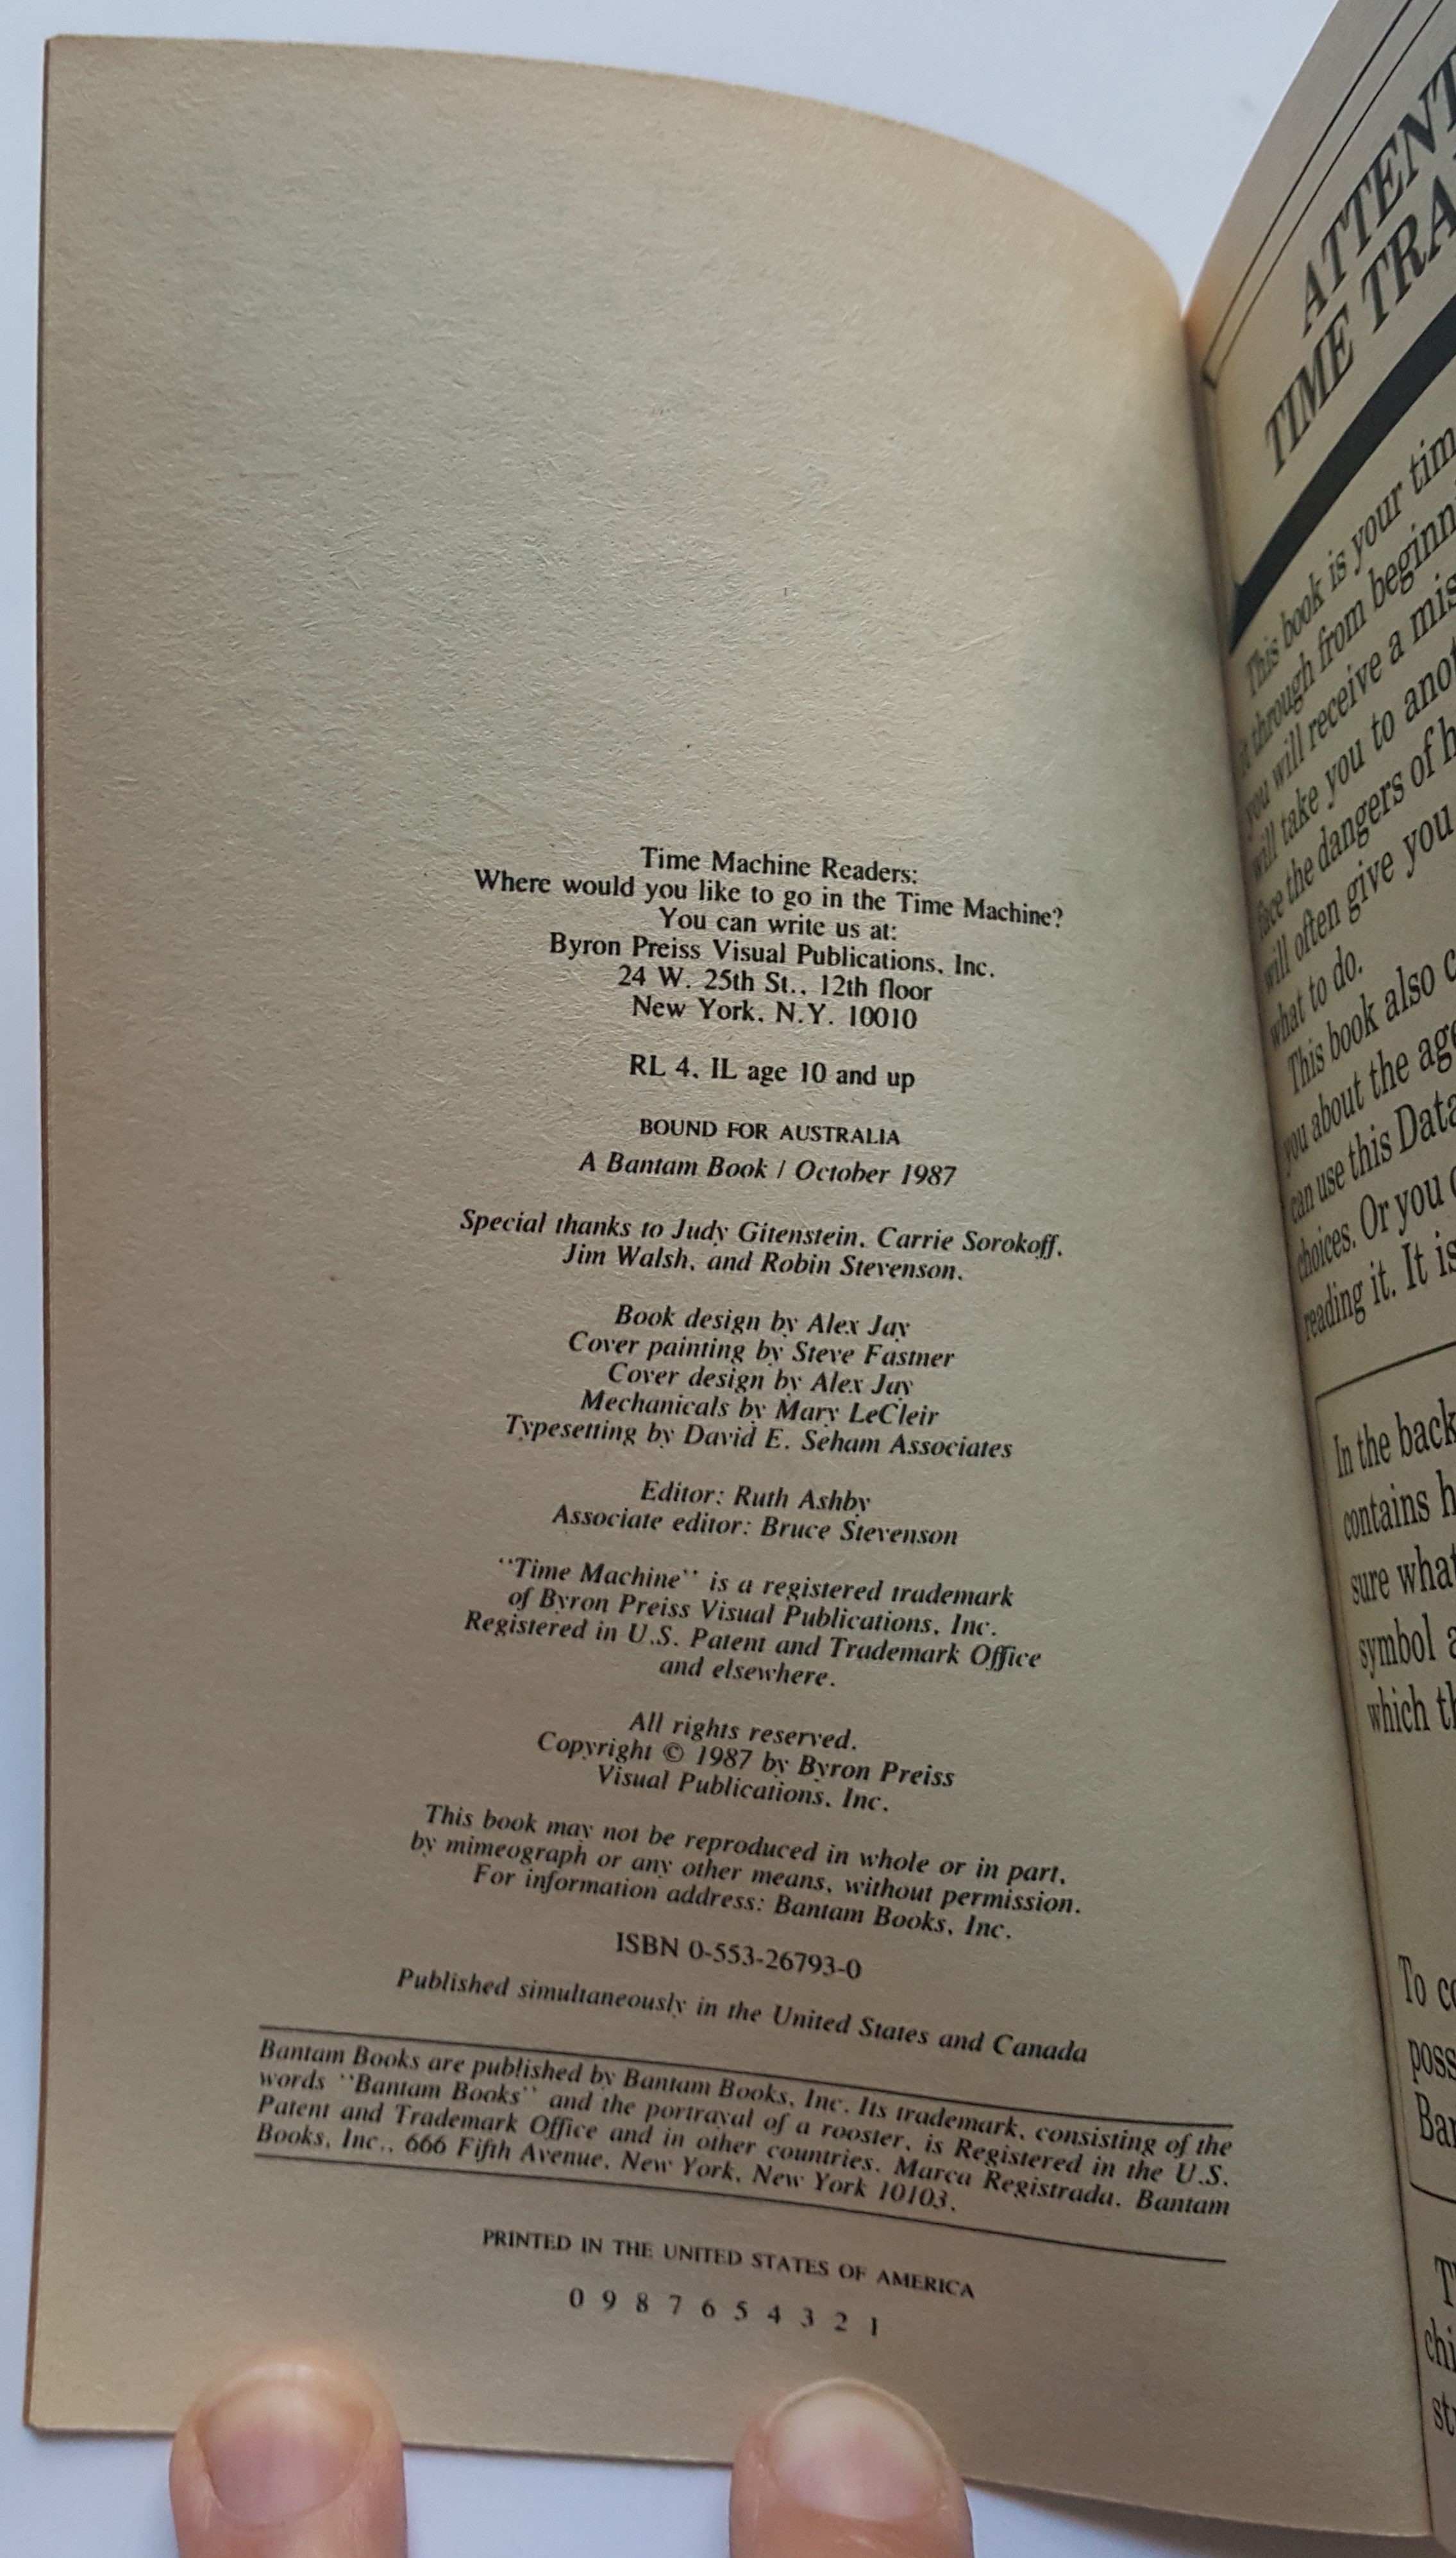 Time Machine Readers:
Where would you like to go in the Time Machine?
You can write us at:
Byron Preiss Visual Publications, Inc.
24 W. 25th St., 12th floor
New York, N.Y. 10010
RL 4, IL age 10 and up
BOUND FOR AUSTRALIA
A Bantam Book / October 1987
Special thanks to Judy Gitenstein, Carrie Sorokoff,
Jim Walsh, and Robin Stevenson.
Book design by Alex Jay
Cover painting by Steve Fastner
Cover design by Alex Jay
Mechanicals by Mary LeCleir
Typesetting by David E. Seham Associates
Editor: Ruth Ashby
Associate editor: Bruce Stevenson
"Time Machine" is a registered trademark
of Byron Preiss Visual Publications, Inc.
Registered in U.S. Patent and Trademark Office
and elsewhere.
All rights reserved.
Copyright © 1987 by Byron Preiss
Visual Publications, Inc.
This book may not be reproduced in whole or in part,
by mimeograph or any other means, without permission.
For information address: Bantam Books, Inc.
ISBN 0-553-26793-0
Published simultaneously in the United States and Canada
Bantam Books are published by Bantam Books, Inc. Its trademark, consisting of the
words "Bantam Books" and the portrayal of a rooster, is Registered in the U.S.
Patent and Trademark Office and in other countries. Marca Registrada. Bantam
Books, Inc., 666 Fifth Avenue, New York, New York 10103.
PRINTED IN THE UNITED STATES OF AMERICA
0 9 8 7 6 5 4 3 2 1
ATTENT
TIME TRA
This book is your tim
it through from beginn
you will receive a mis
will take you to anot
face the dangers of h
will often give you
what to do.
This book also c
you about the age
can use this Data
choices. Or you
reading it. It is
In the back
contains h
sure what
symbol a
which th
To co
poss
Ban
T
chi
st